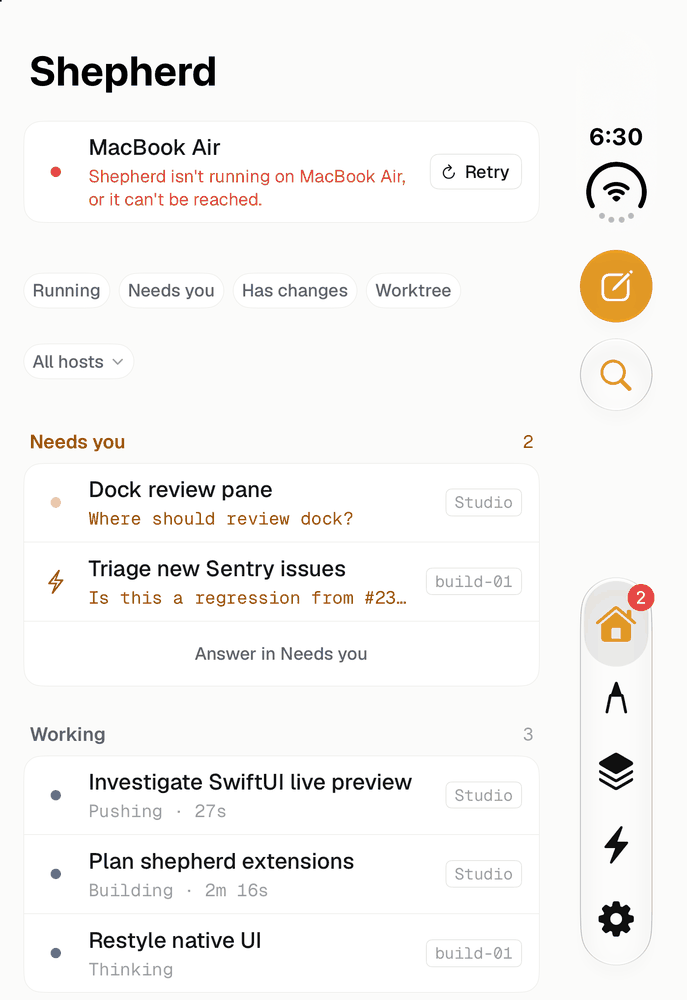 Shepherd
6:30
MacBook Air
Shepherd isn't running on MacBook Air,
or it can't be reached.
Retry
Running
Needs you
Has changes
Worktree
All hosts
Needs you
2
Dock review pane
Where should review dock?
Studio
Triage new Sentry issues
Is this a regression from #23…
build-01
Answer in Needs you
2
Working
3
Investigate SwiftUI live preview
Pushing · 27s
Studio
Plan shepherd extensions
Building · 2m 16s
Studio
Restyle native UI
Thinking
build-01